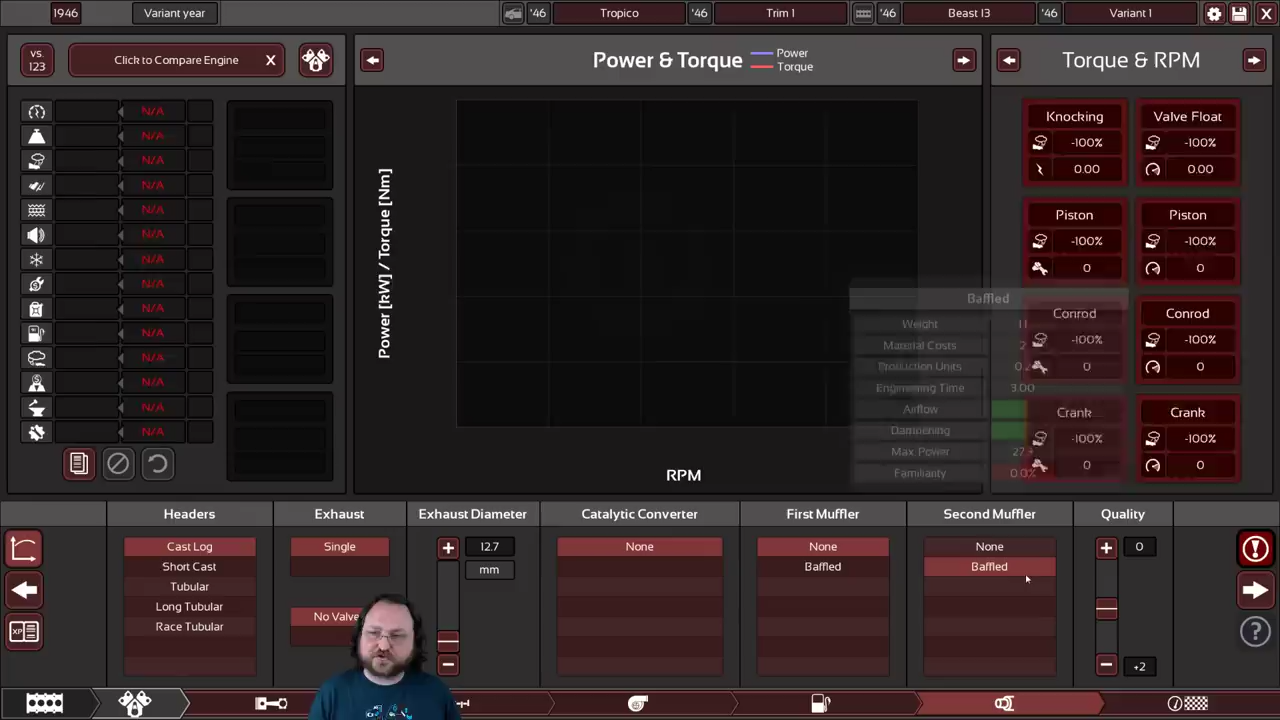 1946
Variant year
'46
Tropico
'46
Trim 1
'46
Beast I3
'46
Variant 1
vs.
123
Click to Compare Engine
X
Power & Torque
Power
Torque
Torque & RPM
N/A
N/A
N/A
N/A
N/A
N/A
N/A
N/A
N/A
N/A
N/A
N/A
N/A
N/A
Power [kW] / Torque [Nm]
RPM
Knocking
-100%
0.00
Valve Float
-100%
0.00
Piston
-100%
0
Piston
-100%
0
Conrod
-100%
0
Conrod
-100%
0
Crank
-100%
0
Crank
-100%
0
Baffled
Weight
Material Costs
Production Units
Engineering Time 3.00
Airflow
Dampening
Max. Power
Familiarity 0.0%
Headers
Cast Log
Short Cast
Tubular
Long Tubular
Race Tubular
Exhaust
Single
No Valve
Exhaust Diameter
12.7
mm
Catalytic Converter
None
First Muffler
None
Baffled
Second Muffler
None
Baffled
Quality
0
+2
XP